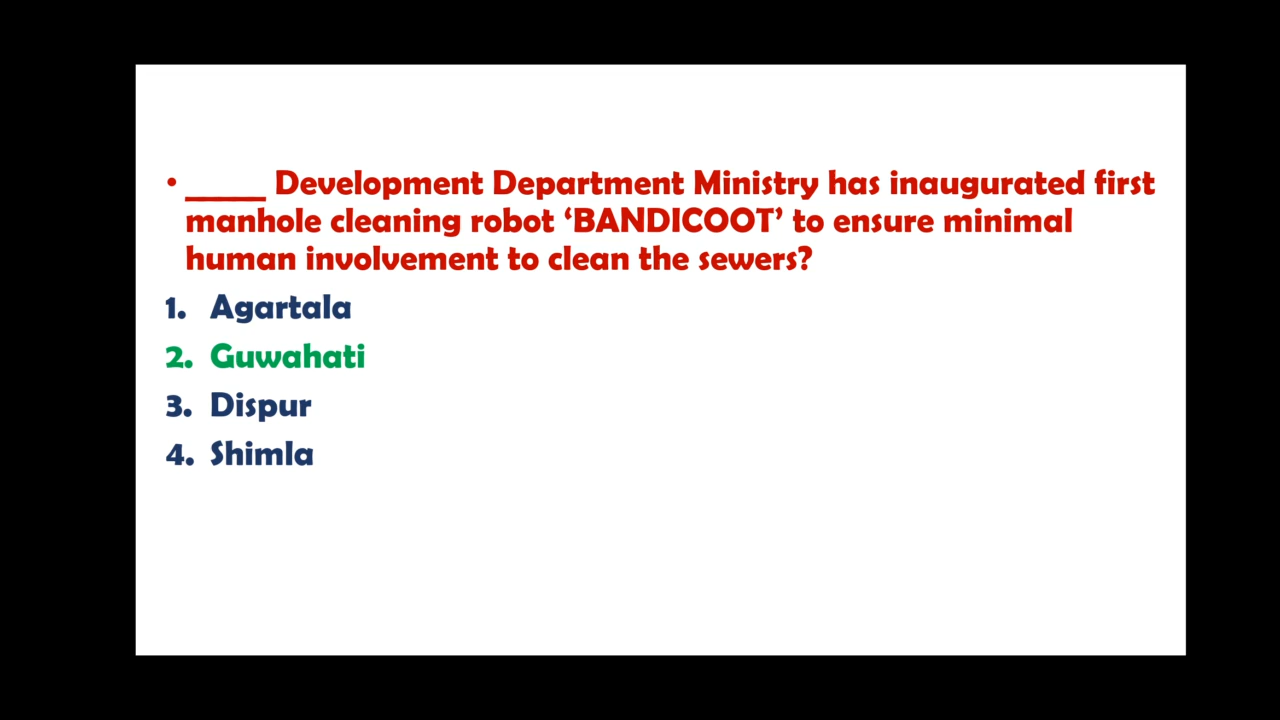 • _____ Development Department Ministry has inaugurated first
manhole cleaning robot ‘BANDICOOT’ to ensure minimal
human involvement to clean the sewers?
1. Agartala
2. Guwahati
3. Dispur
4. Shimla